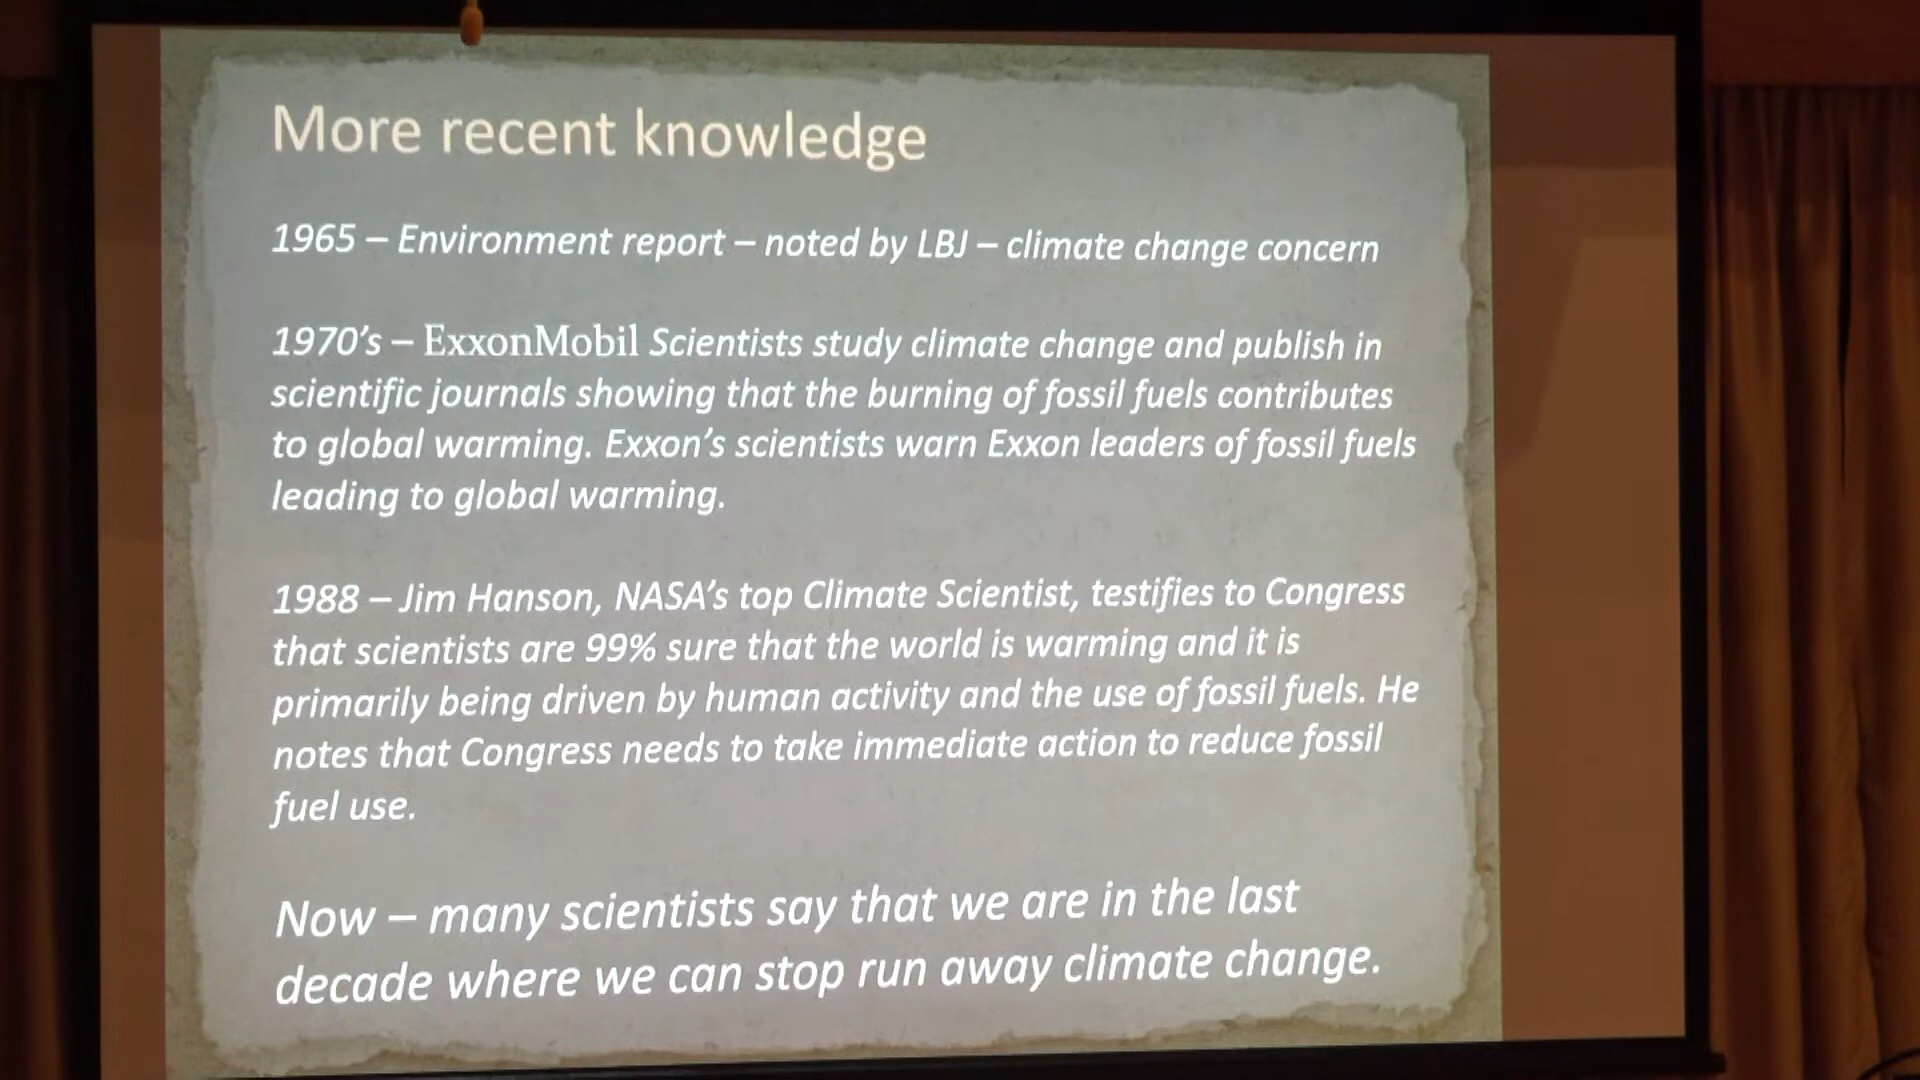 More recent knowledge
1965 – Environment report – noted by LBJ – climate change concern
1970's – ExxonMobil Scientists study climate change and publish in
scientific journals showing that the burning of fossil fuels contributes
to global warming. Exxon's scientists warn Exxon leaders of fossil fuels
leading to global warming.
1988 – Jim Hanson, NASA's top Climate Scientist, testifies to Congress
that scientists are 99% sure that the world is warming and it is
primarily being driven by human activity and the use of fossil fuels. He
notes that Congress needs to take immediate action to reduce fossil
fuel use.
Now – many scientists say that we are in the last
decade where we can stop run away climate change.